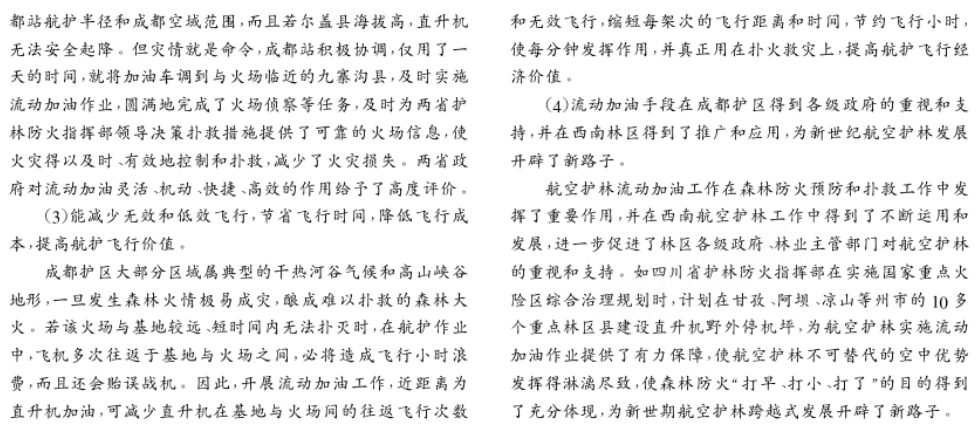 都站航护半径和成都空域范围,而且若尔盖县海拔高,直升机
无法安全起降。但灾情就是命令,成都站积极协调,仅用了一
天的时间,就将加油车调到与火场临近的九寨沟县,及时实施
流动加油作业,圆满地完成了火场侦察等任务,及时为两省护
林防火指挥部领导决策扑救措施提供了可靠的火场信息,使
火灾得以及时、有效地控制和扑救,减少了火灾损失。两省政
府对流动加油灵活、机动、快捷、高效的作用给予了高度评价。
(3)能减少无效和低效飞行,节省飞行时间,降低飞行成
本,提高航护飞行价值。
成都护区大部分区域属典型的干热河谷气候和高山峡谷
地形,一旦发生森林火情极易成灾,酿成难以扑救的森林大
火。若该火场与基地较远、短时间内无法扑灭时,在航护作业
中,飞机多次往返于基地与火场之间,必将造成飞行小时浪
费,而且还会贻误战机。因此,开展流动加油工作,近距离为
直升机加油,可减少直升机在基地与火场间的往返飞行次数
和无效飞行,缩短每架次的飞行距离和时间,节约飞行小时,
使每分钟发挥作用,并真正用在扑火救灾上,提高航护飞行经
济价值。
(4)流动加油手段在成都护区得到各级政府的重视和支
持,并在西南林区得到了推广和应用,为新世纪航空护林发展
开辟了新路子。
航空护林流动加油工作在森林防火预防和扑救工作中发
挥了重要作用,并在西南航空护林工作中得到了不断运用和
发展,进一步促进了林区各级政府、林业主管部门对航空护林
的重视和支持。如四川省护林防火指挥部在实施国家重点火
险区综合治理规划时,计划在甘孜、阿坝、凉山等州市的 10 多
个重点林区县建设直升机野外停机坪,为航空护林实施流动
加油作业提供了有力保障,使航空护林不可替代的空中优势
发挥得淋漓尽致,使森林防火“打早、打小、打了”的目的得到
了充分体现,为新世期航空护林跨越式发展开辟了新路子。